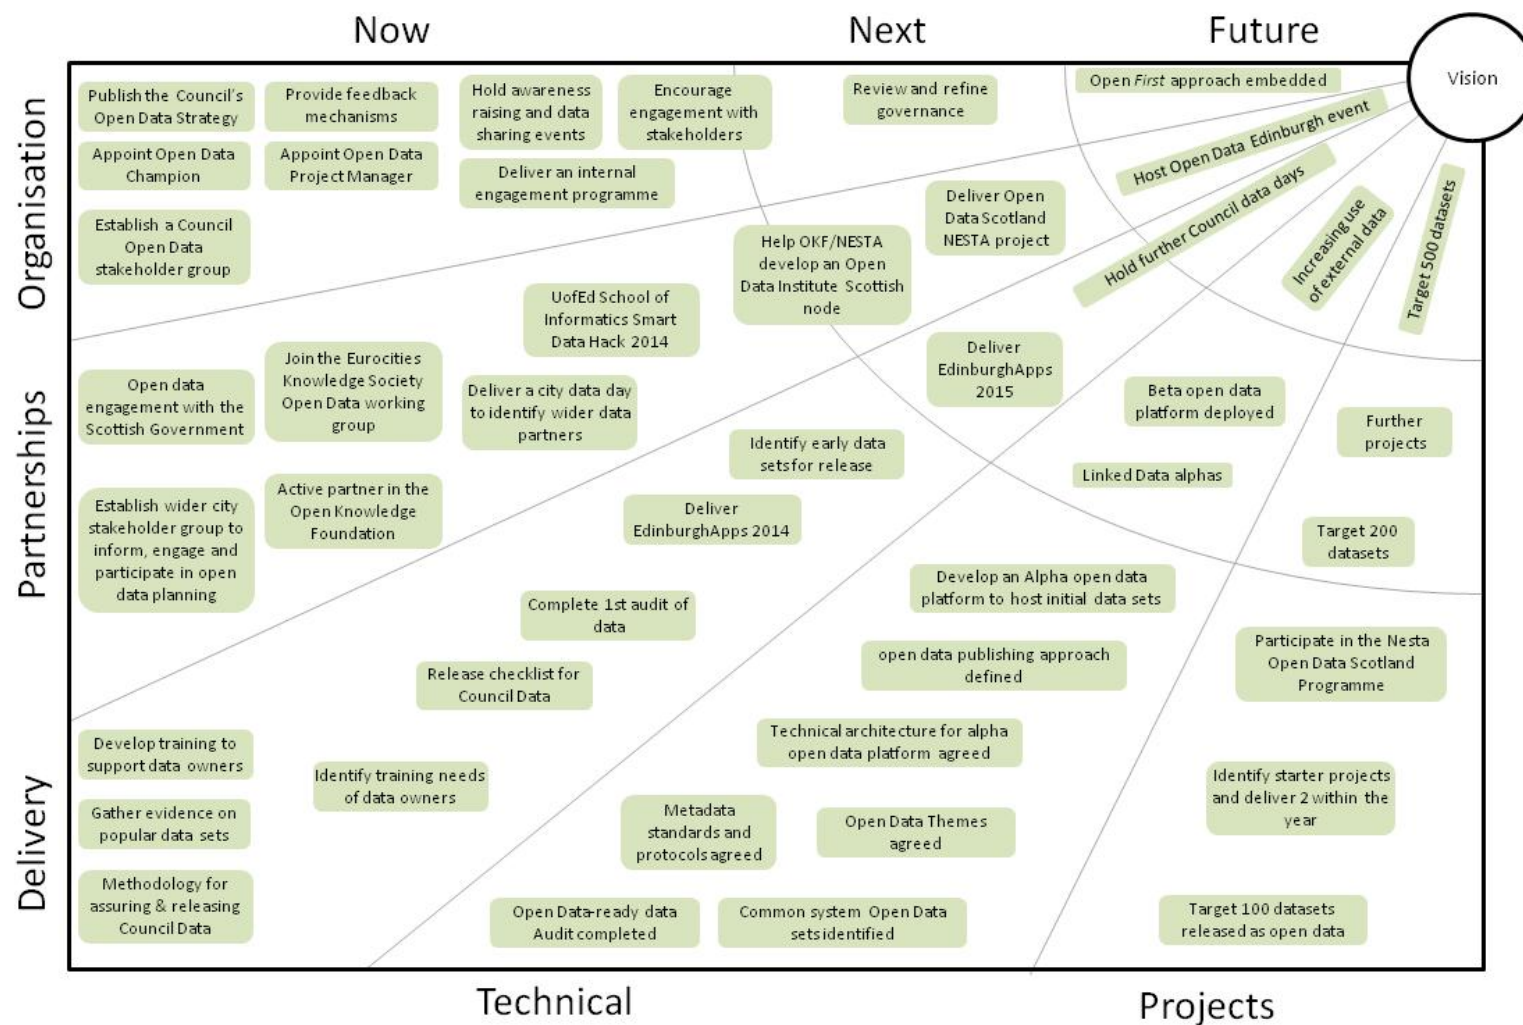 Now
Next
Future
Vision
Organisation
Partnerships
Delivery
Technical
Projects
Publish the Council's
Open Data Strategy
Provide feedback
mechanisms
Hold awareness
raising and data
sharing events
Encourage
engagement with
stakeholders
Review and refine
governance
Open First approach embedded
Appoint Open Data
Champion
Appoint Open Data
Project Manager
Deliver an internal
engagement programme
Establish a Council
Open Data
stakeholder group
Host Open Data Edinburgh event
Deliver Open
Data Scotland
NESTA project
Help OKF/NESTA
develop an Open
Data Institute Scottish
node
UofEd School of
Informatics Smart
Data Hack 2014
Open data
engagement with the
Scottish Government
Join the Eurocities
Knowledge Society
Open Data working
group
Deliver a city data day
to identify wider data
partners
Establish wider city
stakeholder group to
inform, engage and
participate in open
data planning
Active partner in the
Open Knowledge
Foundation
Hold further Council data days
Deliver
EdinburghApps
2015
Identify early data
sets for release
Deliver
EdinburghApps 2014
Complete 1st audit of
data
Release checklist for
Council Data
Develop training to
support data owners
Identify training needs
of data owners
Gather evidence on
popular data sets
Methodology for
assuring & releasing
Council Data
Increasing use
of external data
Beta open data
platform deployed
Linked Data alphas
Develop an Alpha open data
platform to host initial data sets
open data publishing approach
defined
Technical architecture for alpha
open data platform agreed
Metadata
standards and
protocols agreed
Open Data Themes
agreed
Open Data-ready data
Audit completed
Common system Open Data
sets identified
Target 500 datasets
Further
projects
Target 200
datasets
Participate in the Nesta
Open Data Scotland
Programme
Identify starter projects
and deliver 2 within the
year
Target 100 datasets
released as open data